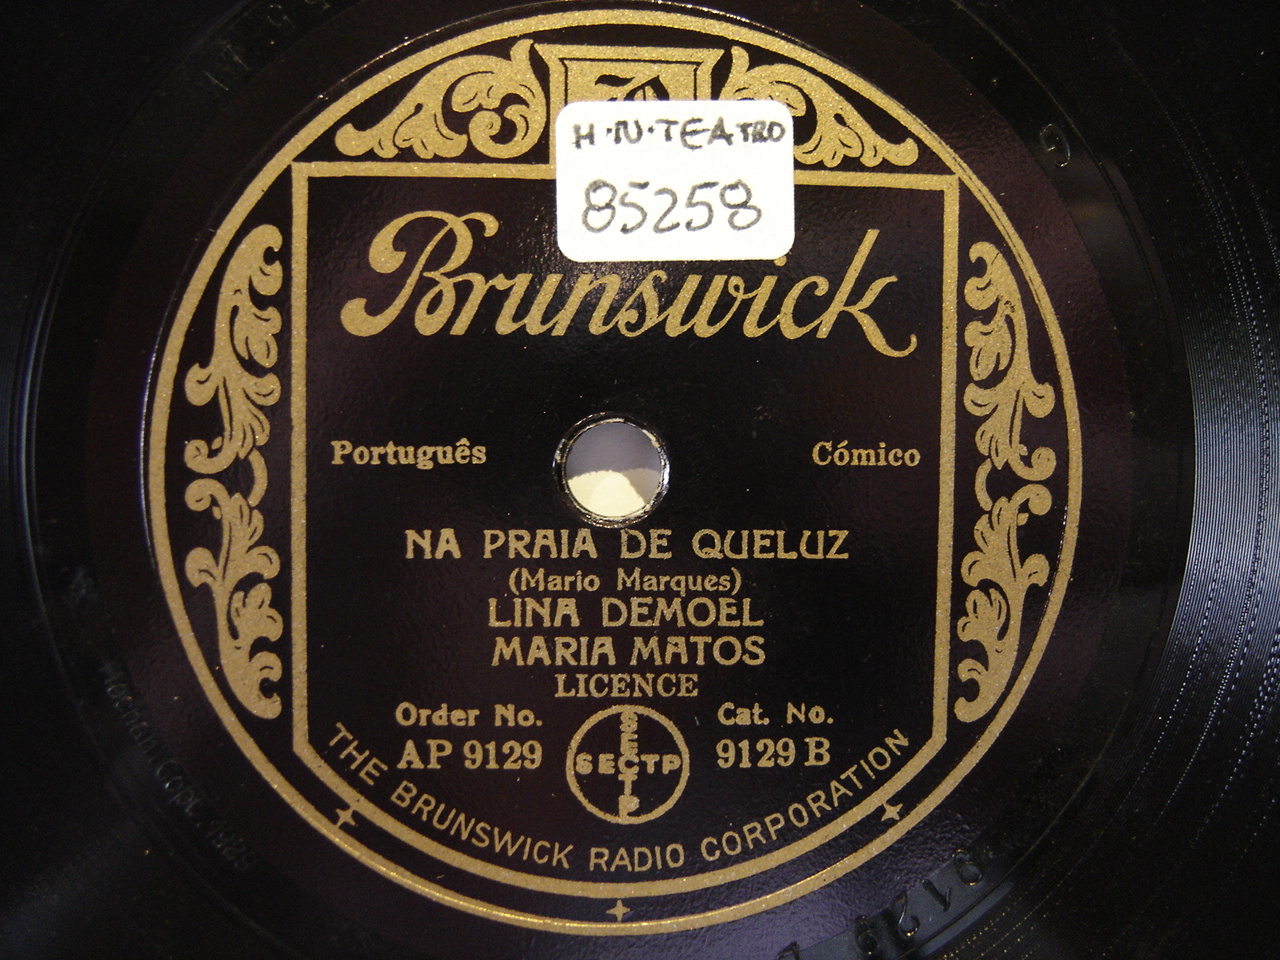 M·N·TEATRO
85258
Brunswick
Português Cómico
NA PRAIA DE QUELUZ
(Mario Marques)
LINA DEMOEL
MARIA MATOS
LICENCE
Order No. Cat. No.
AP 9129 9129 B
SECTP
SECTP
THE BRUNSWICK RADIO CORPORATION